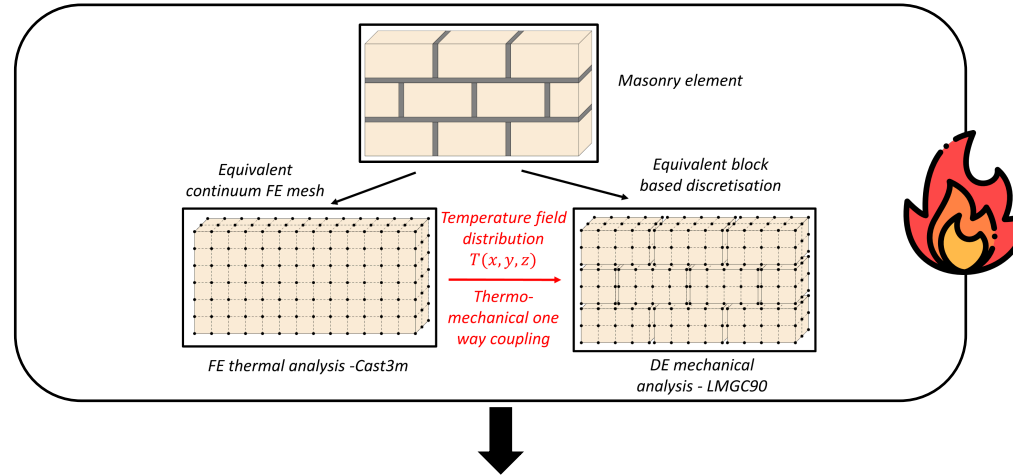 Masonry element
Equivalent
continuum FE mesh
Equivalent block
based discretisation
Temperature field
distribution
T(x, y, z)
Thermo-
mechanical one
way coupling
FE thermal analysis -Cast3m
DE mechanical
analysis - LMGC90